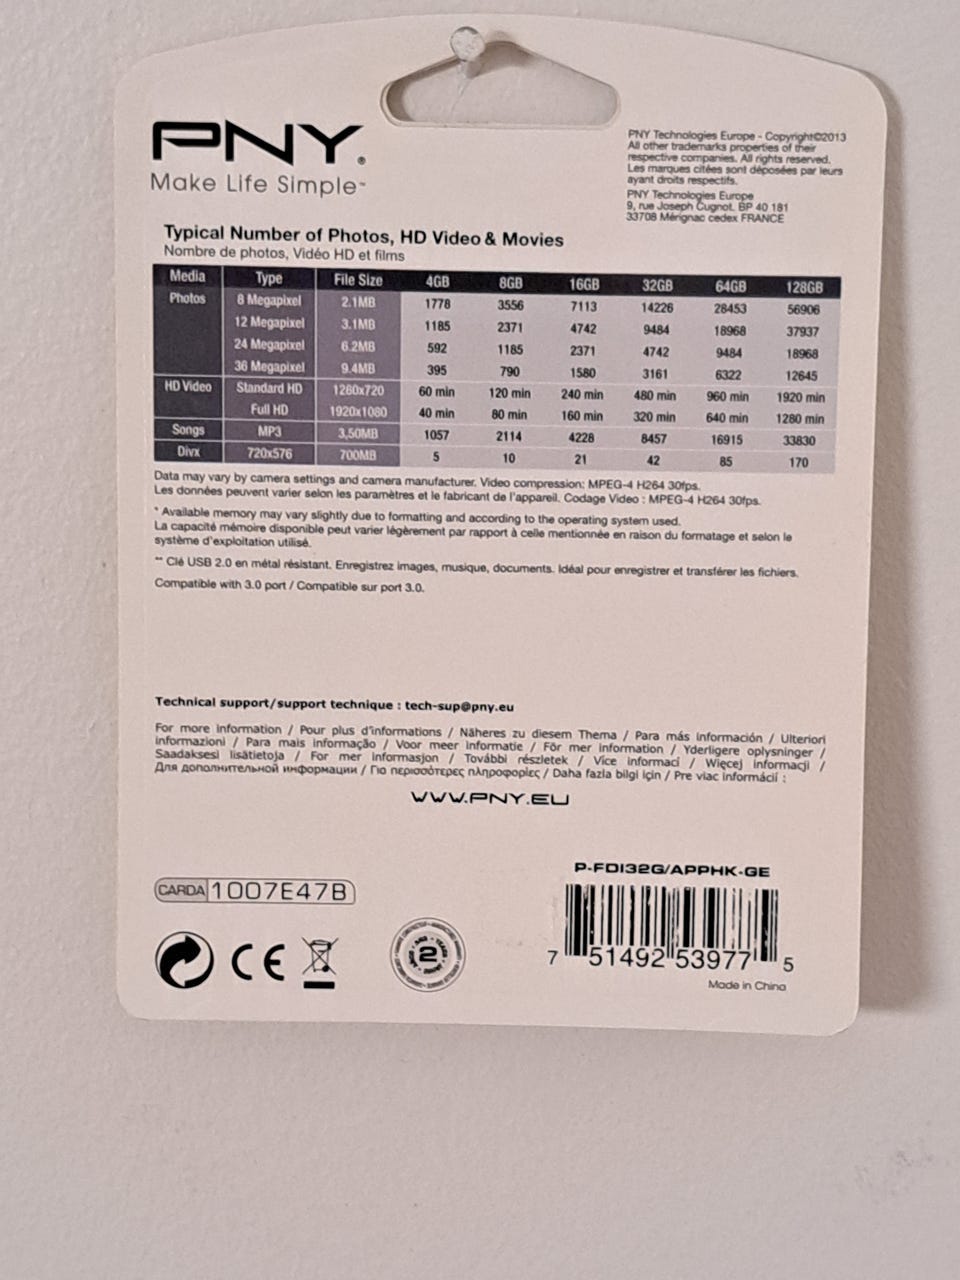 PNY®
Make Life Simple™
PNY Technologies Europe - Copyright©2013
All other trademarks properties of their
respective companies. All rights reserved.
Les marques citées sont déposées par leurs
ayant droits respectifs.
PNY Technologies Europe
9, rue Joseph Cugnot. BP 40 181
33708 Mérignac cedex FRANCE
Typical Number of Photos, HD Video & Movies
Nombre de photos, Vidéo HD et films
Media Type File Size 4GB 8GB 16GB 32GB 64GB 128GB
Photos 8 Megapixel 2.1MB 1778 3556 7113 14226 28453 56906
12 Megapixel 3.1MB 1185 2371 4742 9484 18968 37937
24 Megapixel 6.2MB 592 1185 2371 4742 9484 18968
36 Megapixel 9.4MB 395 790 1580 3161 6322 12645
HD Video Standard HD 1260x720 60 min 120 min 240 min 480 min 960 min 1920 min
Full HD 1920x1080 40 min 80 min 160 min 320 min 640 min 1280 min
Songs MP3 3,50MB 1057 2114 4228 8457 16915 33830
Divx 720x576 700MB 5 10 21 42 85 170
Data may vary by camera settings and camera manufacturer. Video compression: MPEG-4 H264 30fps.
Les données peuvent varier selon les paramètres et le fabricant de l'appareil. Codage Video : MPEG-4 H264 30fps.
* Available memory may vary slightly due to formatting and according to the operating system used.
La capacité mémoire disponible peut varier légèrement par rapport à celle mentionnée en raison du formatage et selon le
système d'exploitation utilisé.
** Clé USB 2.0 en métal résistant. Enregistrez images, musique, documents. Idéal pour enregistrer et transférer les fichiers.
Compatible with 3.0 port / Compatible sur port 3.0.
Technical support/support technique : tech-sup@pny.eu
For more information / Pour plus d'informations / Näheres zu diesem Thema / Para más información / Ulteriori
informazioni / Para mais informação / Voor meer informatie / För mer information / Yderligere oplysninger /
Saadaksesi lisätietoja / For mer informasjon / További részletek / Více informací / Więcej informacji /
Для дополнительной информации / Για περισσότερες πληροφορίες / Daha fazla bilgi için / Pre viac informácií :
WWW.PNY.EU
P-FDI32G/APPHK-GE
CARDA 1007E47B
CE
2
7 51492 53977 5
Made in China